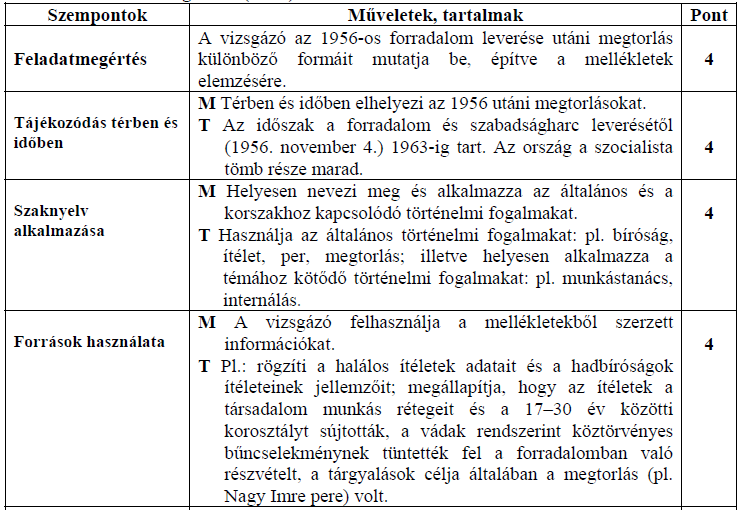 Szempontok Műveletek, tartalmak Pont
Feladatmegértés
A vizsgázó az 1956-os forradalom leverése utáni megtorlás
különböző formáit mutatja be, építve a mellékletek
elemzésére.
4
Tájékozódás térben és
időben
M Térben és időben elhelyezi az 1956 utáni megtorlásokat.
T Az időszak a forradalom és szabadságharc leverésétől
(1956. november 4.) 1963-ig tart. Az ország a szocialista
tömb része marad.
4
Szaknyelv
alkalmazása
M Helyesen nevezi meg és alkalmazza az általános és a
korszakhoz kapcsolódó történelmi fogalmakat.
T Használja az általános történelmi fogalmakat: pl. bíróság,
ítélet, per, megtorlás; illetve helyesen alkalmazza a
témához kötődő történelmi fogalmakat: pl. munkástanács,
internálás.
4
Források használata
M A vizsgázó felhasználja a mellékletekből szerzett
információkat.
T Pl.: rögzíti a halálos ítéletek adatait és a hadbíróságok
ítéleteinek jellemzőit; megállapítja, hogy az ítéletek a
társadalom munkás rétegeit és a 17–30 év közötti
korosztályt sújtották, a vádak rendszerint köztörvényes
bűncselekménynek tüntették fel a forradalomban való
részvételt, a tárgyalások célja általában a megtorlás (pl.
Nagy Imre pere) volt.
4